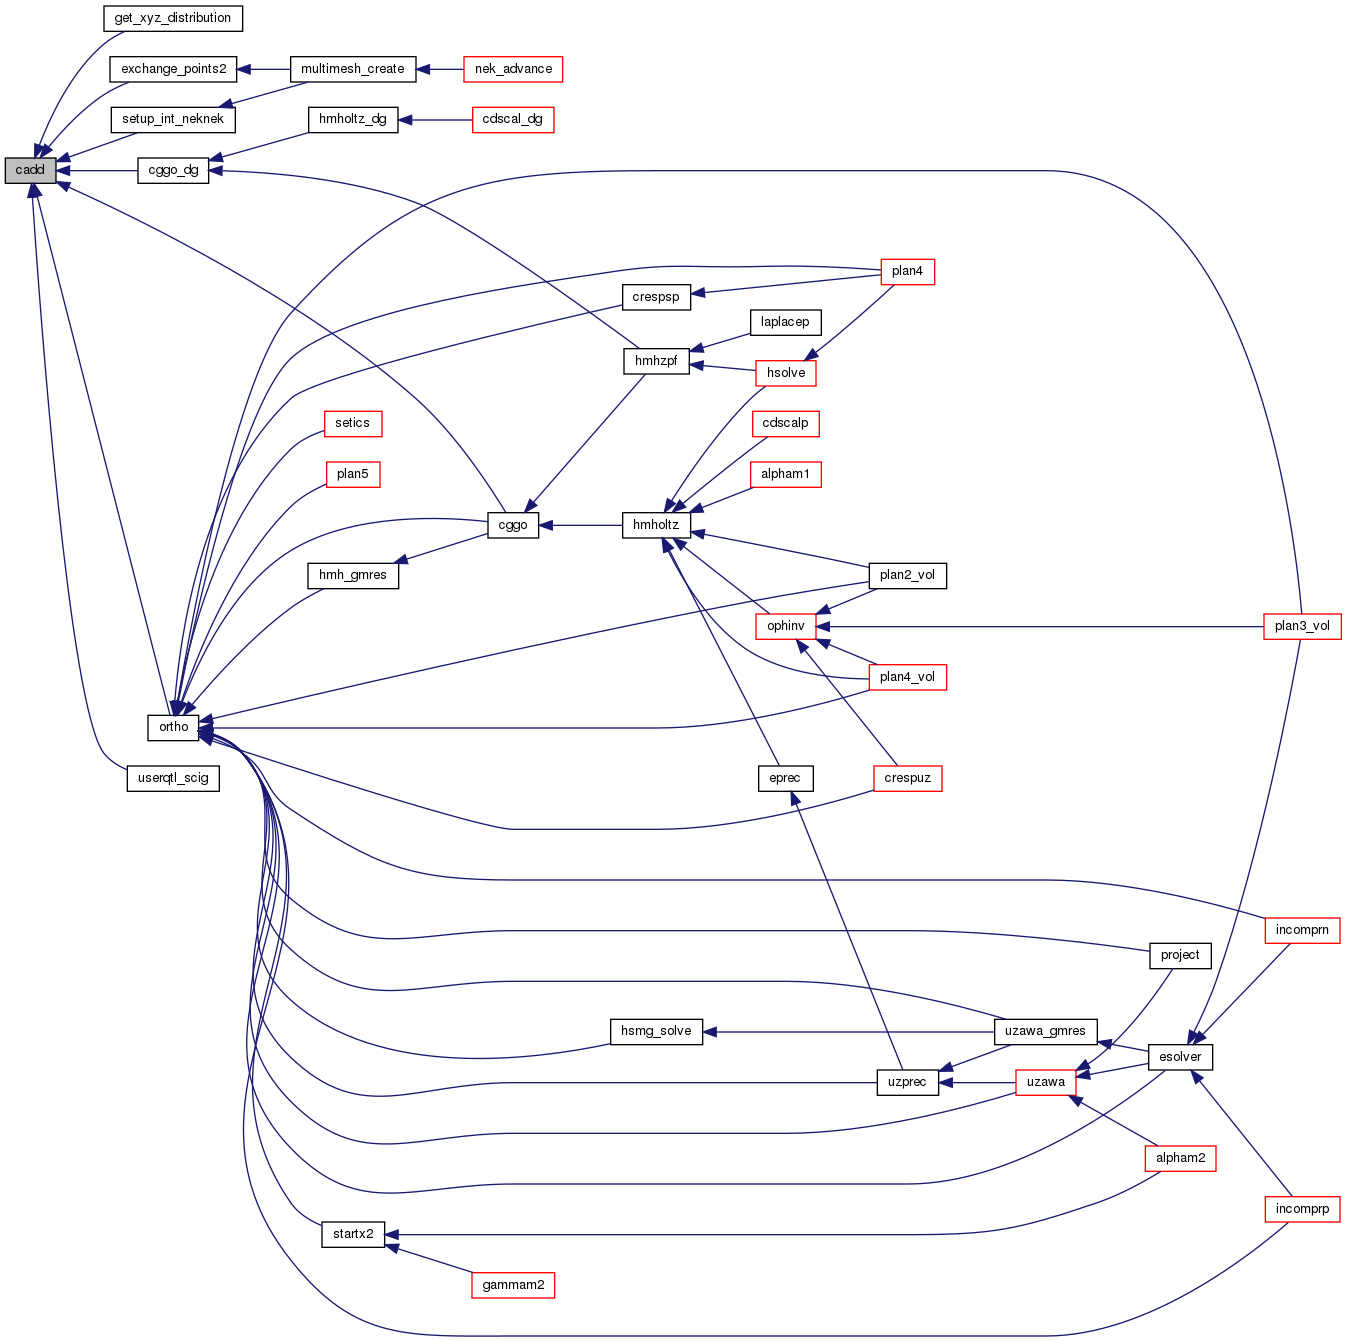 get_xyz_distribution
exchange_points2
multimesh_create
nek_advance
setup_int_neknek
hmholtz_dg
cdscal_dg
cadd
cggo_dg
plan4
crespsp
laplacep
hmhzpf
hsolve
setics
cdscalp
plan5
alpham1
cggo
hmholtz
hmh_gmres
plan2_vol
ophinv
plan3_vol
plan4_vol
ortho
userqtl_scig
eprec
crespuz
incomprn
project
hsmg_solve
uzawa_gmres
esolver
uzprec
uzawa
alpham2
incomprp
startx2
gammam2